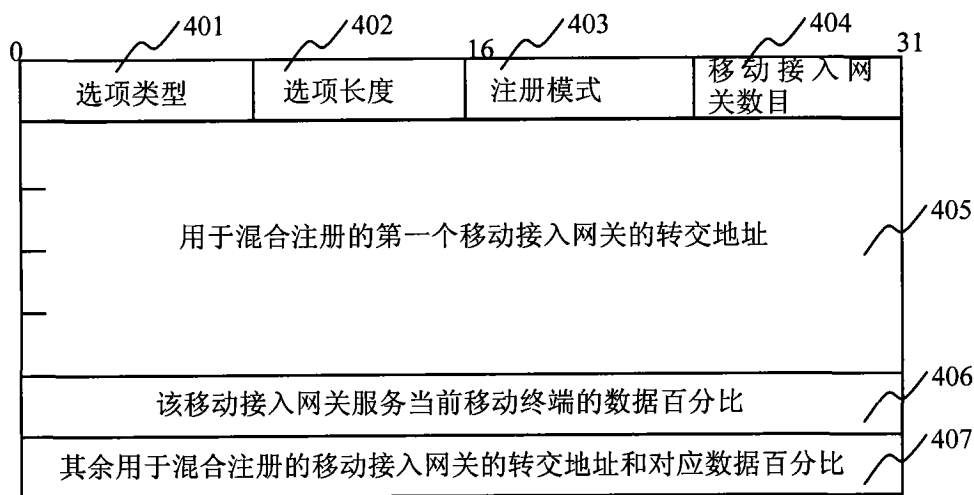 401
402
403
404
0
16
31
选项类型
选项长度
注册模式
移动接入网
关数目
用于混合注册的第一个移动接入网关的转交地址
405
该移动接入网关服务当前移动终端的数据百分比
406
其余用于混合注册的移动接入网关的转交地址和对应数据百分比
407